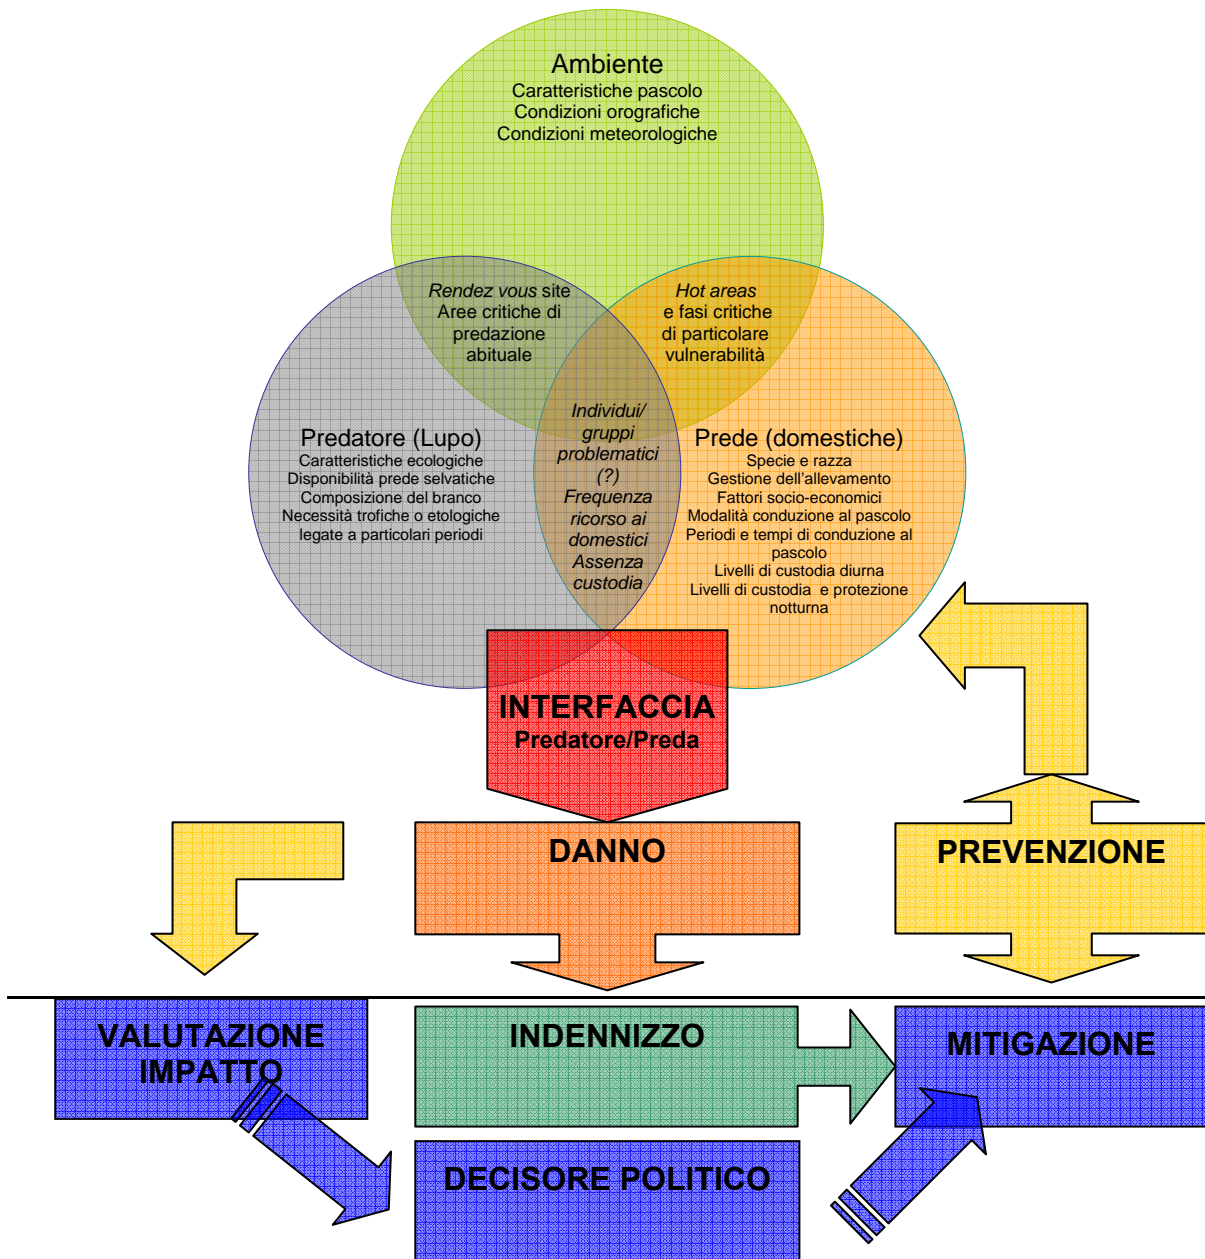 Ambiente
Caratteristiche pascolo
Condizioni orografiche
Condizioni meteorologiche
Rendez vous site
Aree critiche di
predazione
abituale
Hot areas
e fasi critiche
di particolare
vulnerabilità
Predatore (Lupo)
Caratteristiche ecologiche
Disponibilità prede selvatiche
Composizione del branco
Necessità trofiche o etologiche
legate a particolari periodi
Individui/
gruppi
problematici
(?)
Frequenza
ricorso ai
domestici
Assenza
custodia
Prede (domestiche)
Specie e razza
Gestione dell'allevamento
Fattori socio-economici
Modalità conduzione al pascolo
Periodi e tempi di conduzione al
pascolo
Livelli di custodia diurna
Livelli di custodia e protezione
notturna
INTERFACCIA
Predatore/Preda
DANNO
PREVENZIONE
VALUTAZIONE
IMPATTO
INDENNIZZO
MITIGAZIONE
DECISORE POLITICO